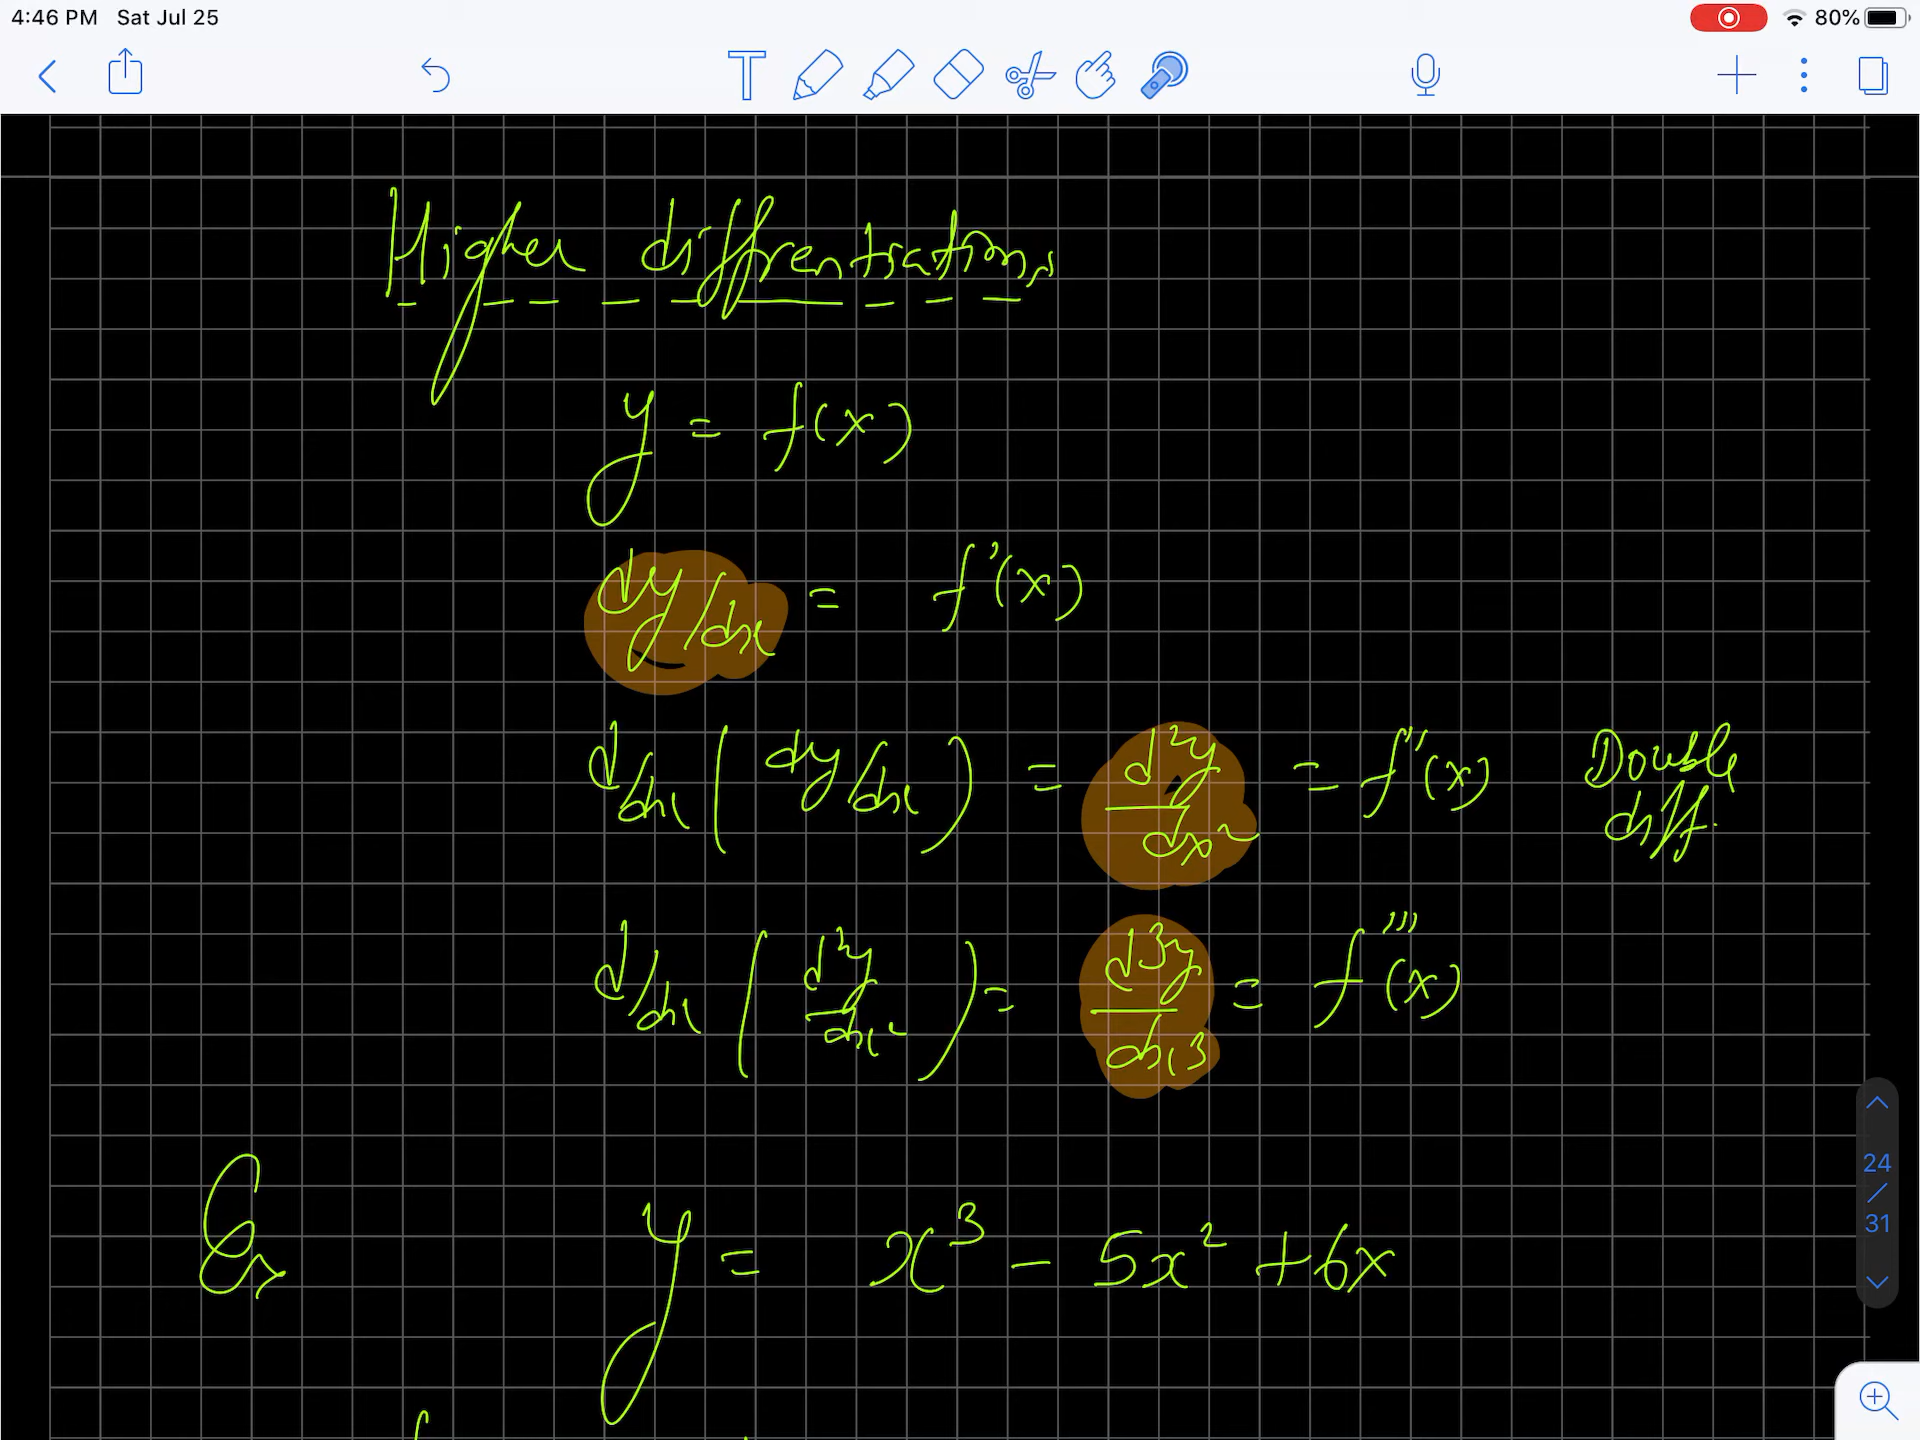 4:46 PM Sat Jul 25
80%
T
Higher diffrentiations
y = f(x)
dy/dx = f'(x)
d/dx ( dy/dx ) = d²y/dx² = f''(x) Double diff.
d/dx ( d²y/dx² ) = d³y/dx³ = f'''(x)
24
/
31
Ex y = x³ - 5x² + 6x